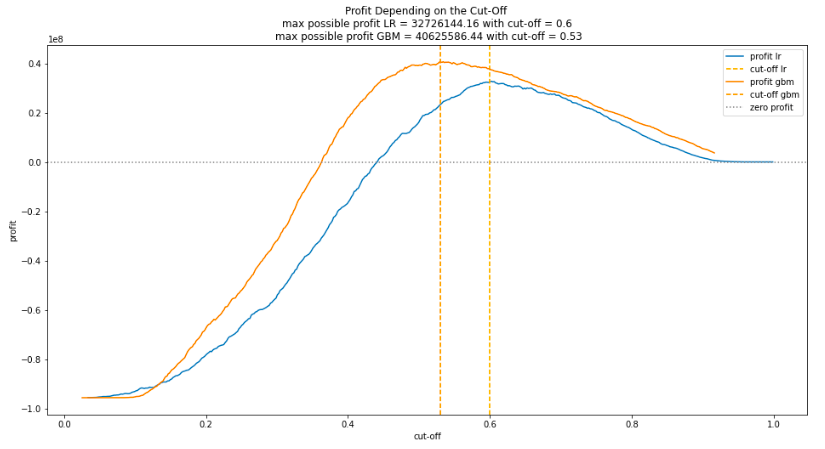 Profit Depending on the Cut-Off
max possible profit LR = 32726144.16 with cut-off = 0.6
max possible profit GBM = 40625586.44 with cut-off = 0.53
1e8
profit lr
cut-off lr
profit gbm
cut-off gbm
zero profit
0.4
0.2
0.0
−0.2
−0.4
−0.6
−0.8
−1.0
profit
0.0 0.2 0.4 0.6 0.8 1.0
cut-off